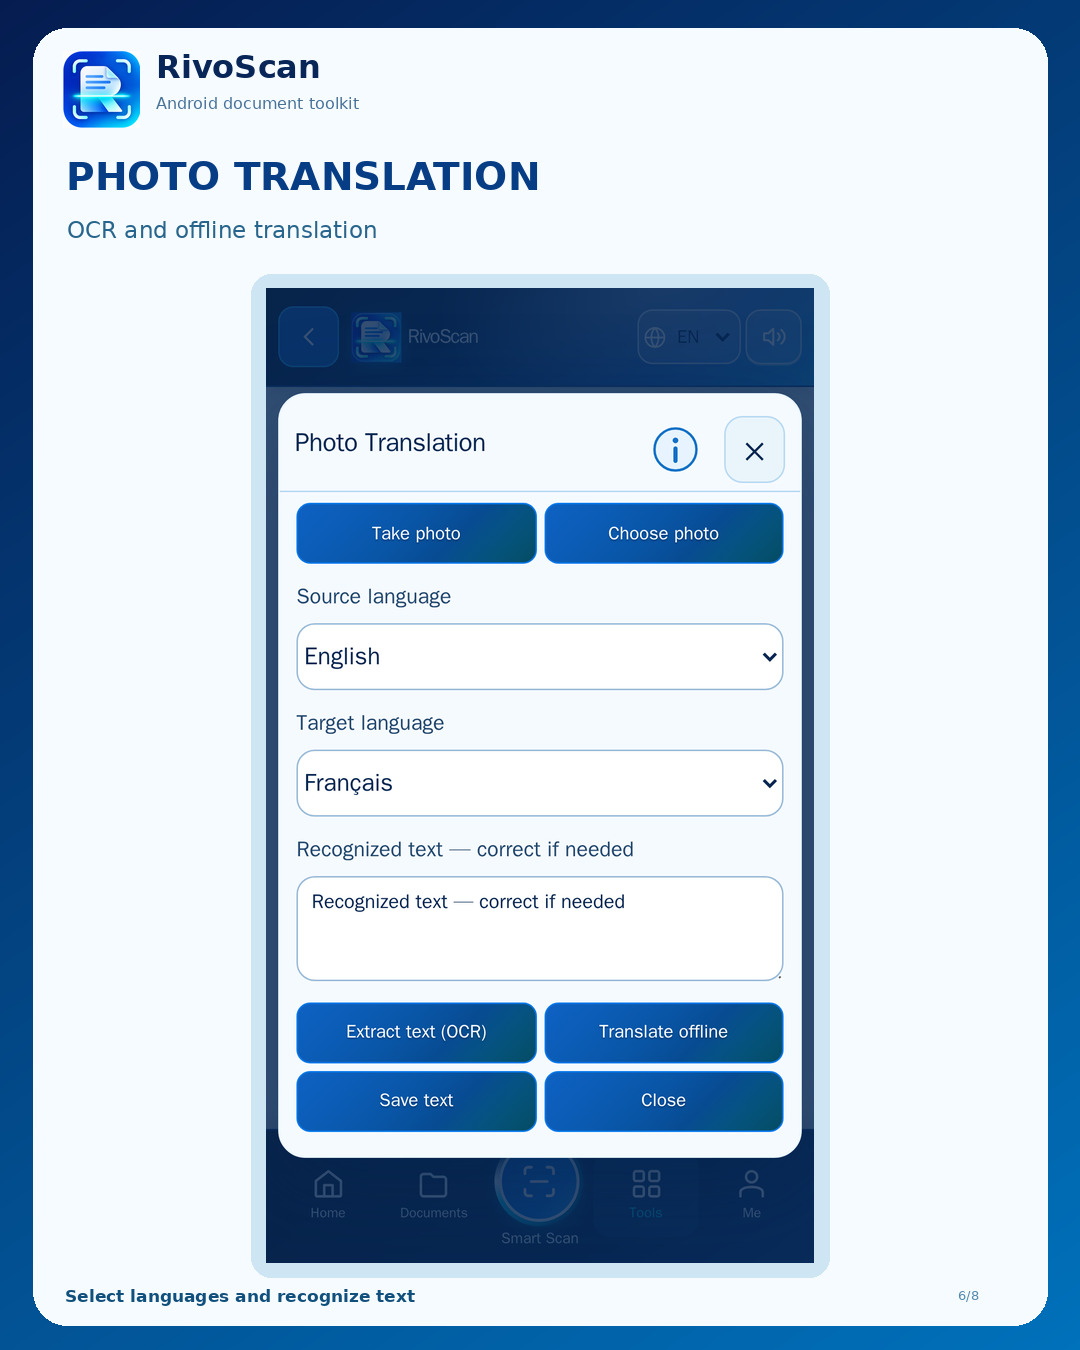 RivoScan
Android document toolkit
PHOTO TRANSLATION
OCR and offline translation
RivoScan
EN
Photo Translation
Take photo
Choose photo
Source language
English
Target language
Français
Recognized text — correct if needed
Recognized text — correct if needed
Extract text (OCR)
Translate offline
Save text
Close
Home
Documents
Smart Scan
Tools
Me
Select languages and recognize text
6/8